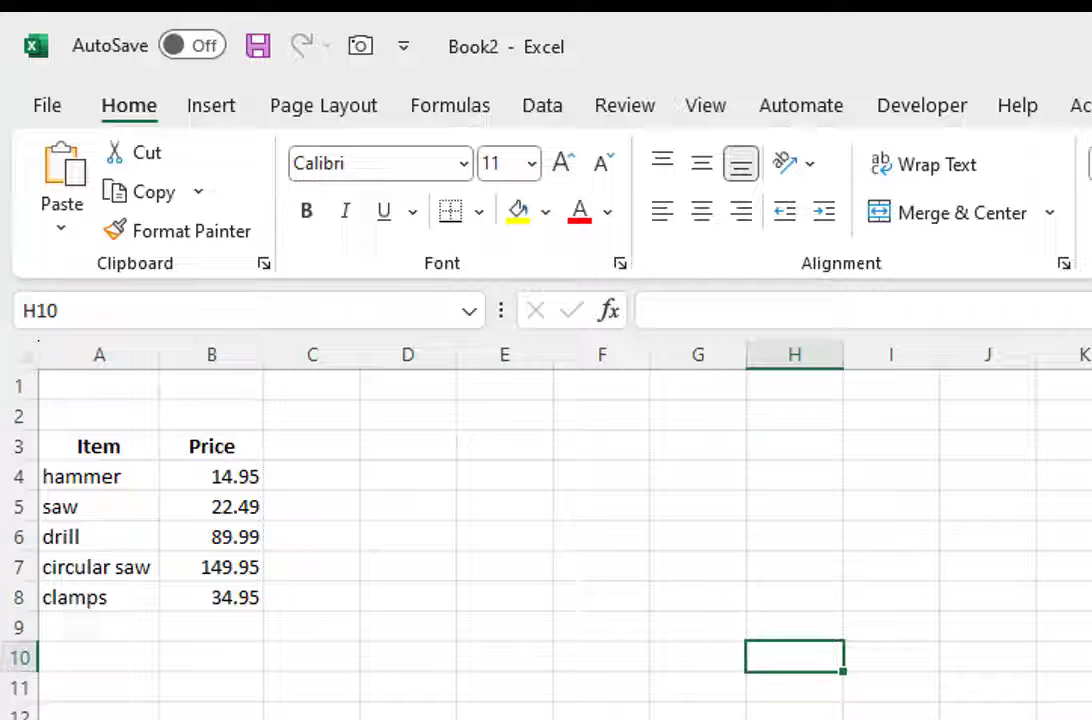 AutoSave Off Book2 - Excel
File Home Insert Page Layout Formulas Data Review View Automate Developer Help Ac
Cut
Copy
Paste
Format Painter
Clipboard
Calibri 11 A A
B I U A
Font
ab Wrap Text
Merge & Center
Alignment
H10 fx
A B C D E F G H I J K
1
2
3 Item Price
4 hammer 14.95
5 saw 22.49
6 drill 89.99
7 circular saw 149.95
8 clamps 34.95
9
10
11
12